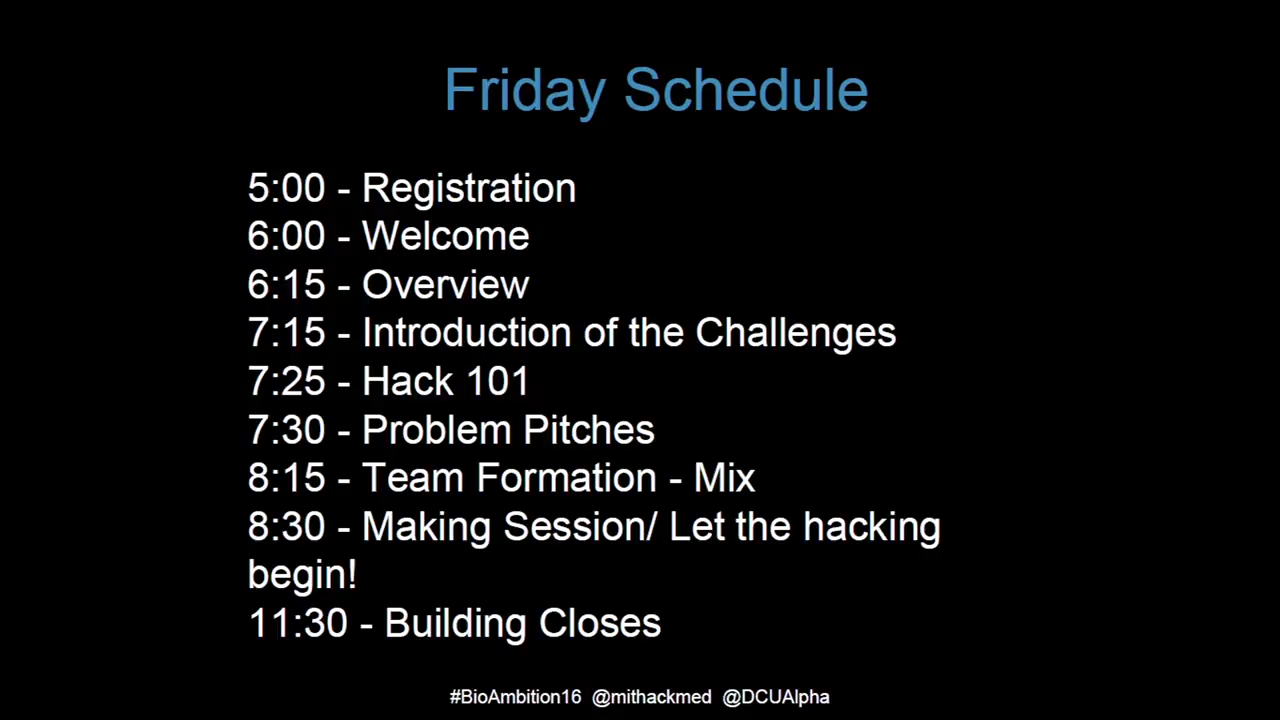 Friday Schedule
5:00 - Registration
6:00 - Welcome
6:15 - Overview
7:15 - Introduction of the Challenges
7:25 - Hack 101
7:30 - Problem Pitches
8:15 - Team Formation - Mix
8:30 - Making Session/ Let the hacking
begin!
11:30 - Building Closes
#BioAmbition16 @mithackmed @DCUAlpha